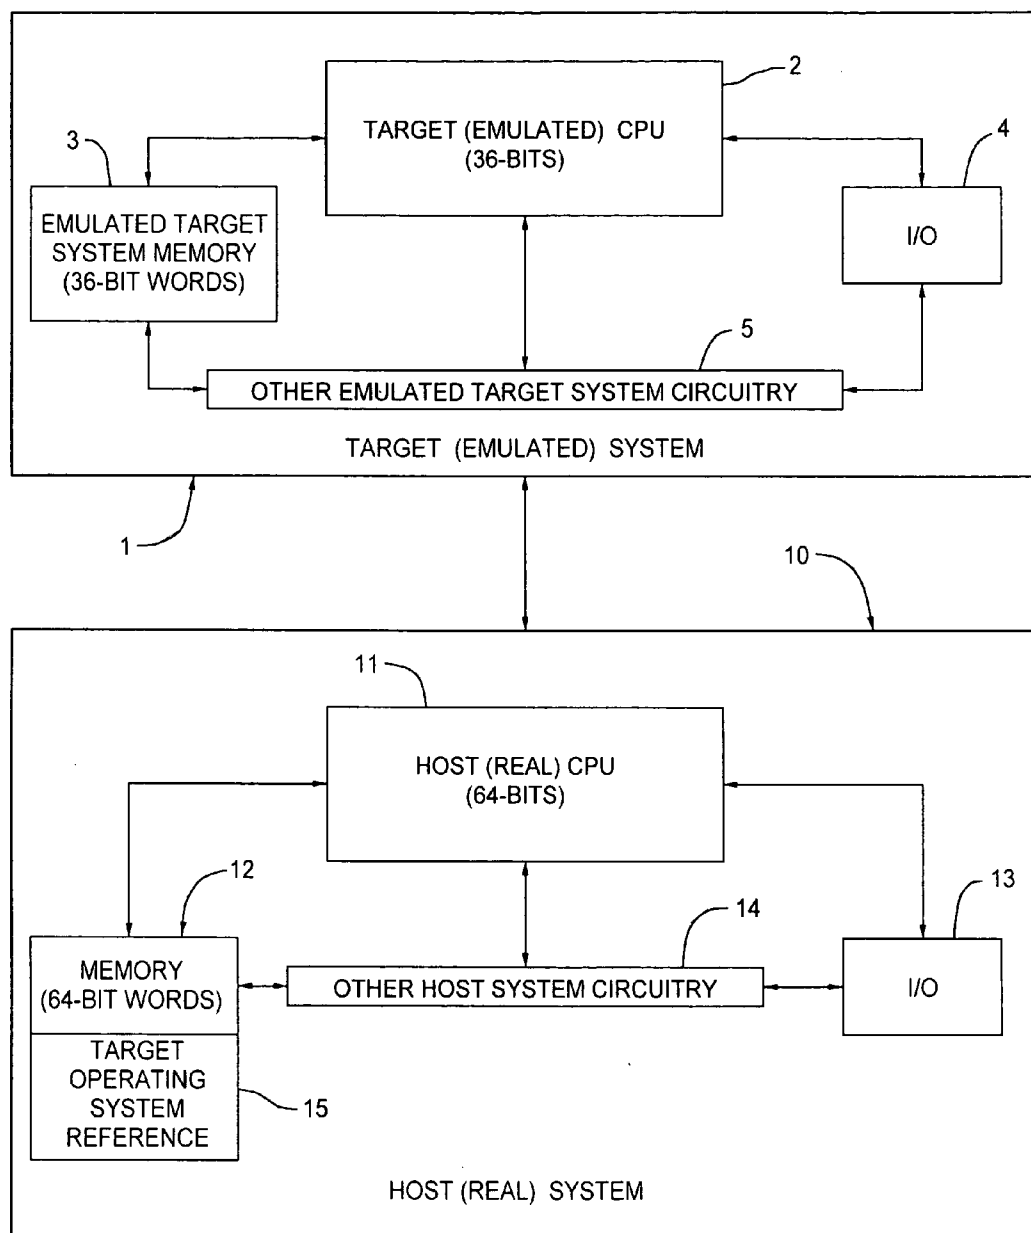 2
TARGET (EMULATED) CPU
(36-BITS)
3
4
EMULATED TARGET
SYSTEM MEMORY
(36-BIT WORDS)
I/O
5
OTHER EMULATED TARGET SYSTEM CIRCUITRY
TARGET (EMULATED) SYSTEM
1
10
11
HOST (REAL) CPU
(64-BITS)
12
13
14
MEMORY
(64-BIT WORDS)
OTHER HOST SYSTEM CIRCUITRY
I/O
TARGET
OPERATING
SYSTEM
REFERENCE
15
HOST (REAL) SYSTEM